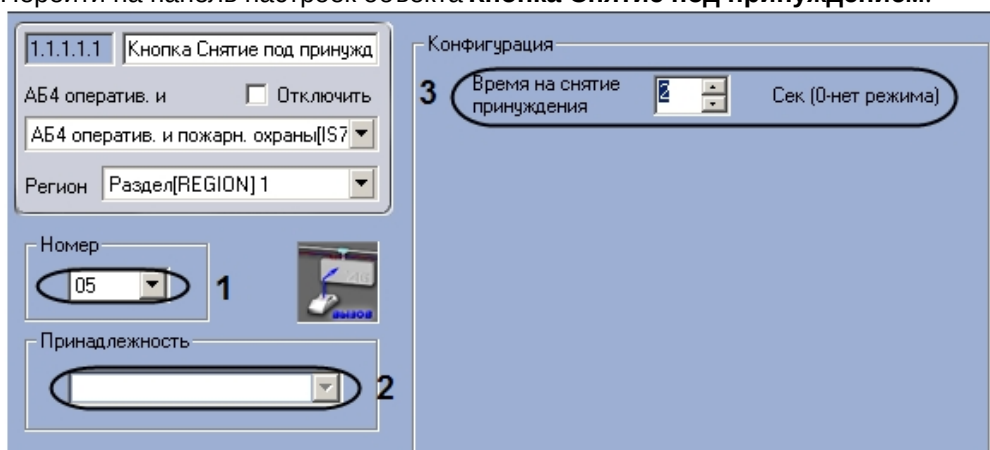 Перейти на панель настроек объекта Кнопка Снятие под принуждением.
1.1.1.1.1 Кнопка Снятие под принужд
АБ4 оператив. и Отключить
АБ4 оператив. и пожарн. охраны[IS7
Регион Раздел[REGION] 1
Номер
05 1
вызов
Принадлежность
2
Конфигурация
3 Время на снятие принуждения 2 Сек (0-нет режима)